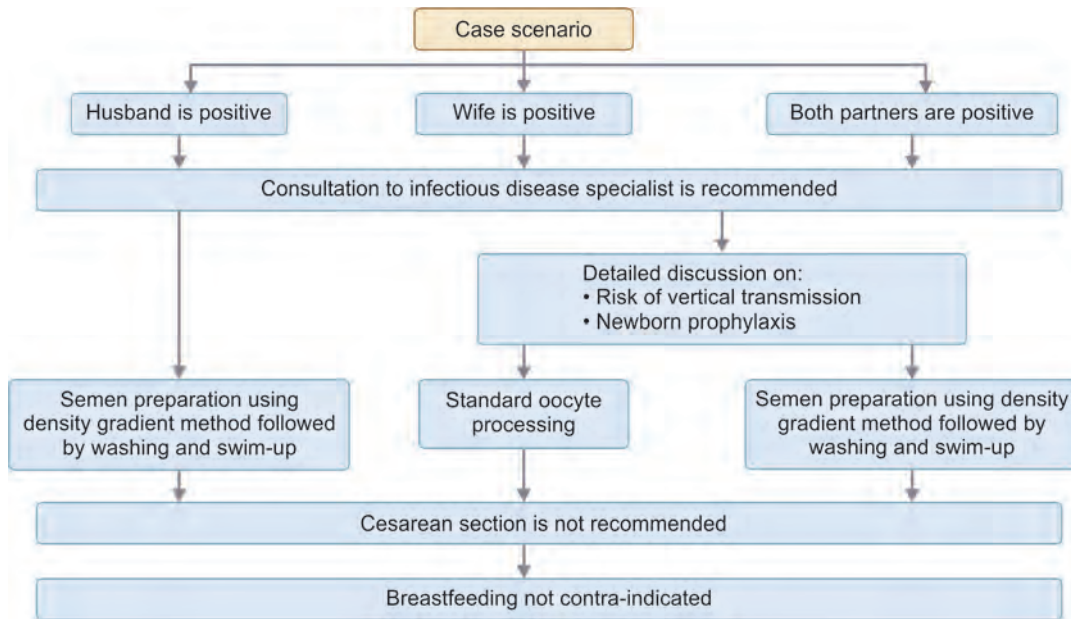 Case scenario
Husband is positive
Wife is positive
Both partners are positive
Consultation to infectious disease specialist is recommended
Detailed discussion on:
• Risk of vertical transmission
• Newborn prophylaxis
Semen preparation using
density gradient method followed
by washing and swim-up
Standard oocyte
processing
Semen preparation using density
gradient method followed by
washing and swim-up
Cesarean section is not recommended
Breastfeeding not contra-indicated